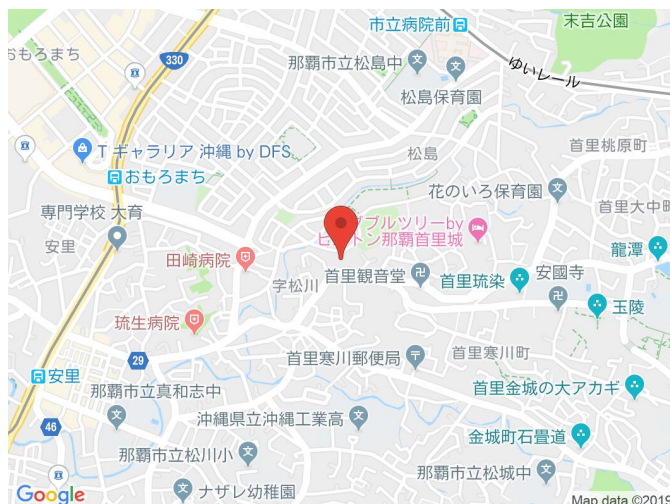 市立病院前
末吉公園
おもろまち
330
那覇市立松島中
ゆいレール
松島保育園
松島
首里桃原町
T ギャラリア 沖縄 by DFS
おもろまち
花のいろ保育園
首里大中町
専門学校 大育
安里
ダブルツリーby
ヒルトン那覇首里城
龍潭
田崎病院
首里観音堂
首里琉染
安國寺
字松川
玉陵
琉生病院
29
首里寒川郵便局
首里寒川町
安里
那覇市立真和志中
首里金城の大アカギ
46
沖縄県立沖縄工業高
金城町石畳道
那覇市立松川小
那覇市立松城中
ナザレ幼稚園
Google
Map data ©2019